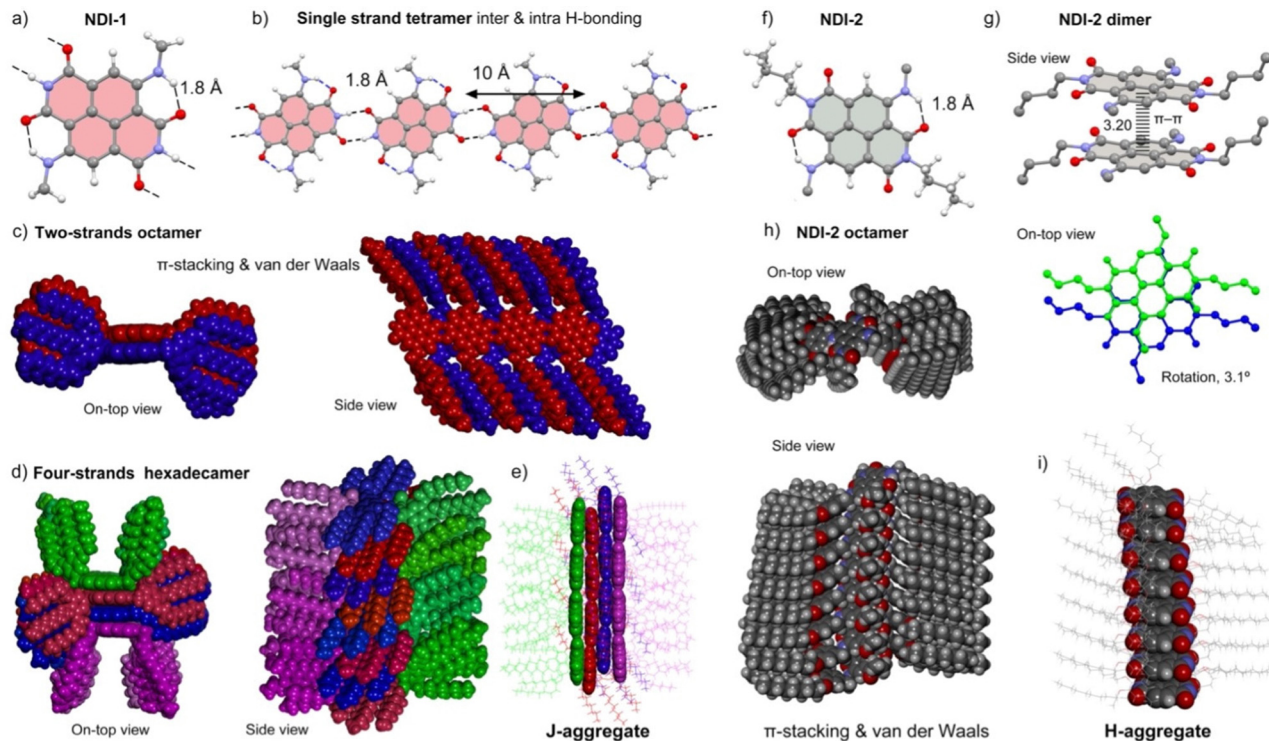 a) NDI-1
1.8 Å
b) Single strand tetramer inter & intra H-bonding
1.8 Å
10 Å
f) NDI-2
1.8 Å
g) NDI-2 dimer
Side view
3.20
π–π
On-top view
Rotation, 3.1º
c) Two-strands octamer
π-stacking & van der Waals
On-top view
Side view
h) NDI-2 octamer
On-top view
Side view
π-stacking & van der Waals
d) Four-strands hexadecamer
On-top view
Side view
e)
J-aggregate
i)
H-aggregate